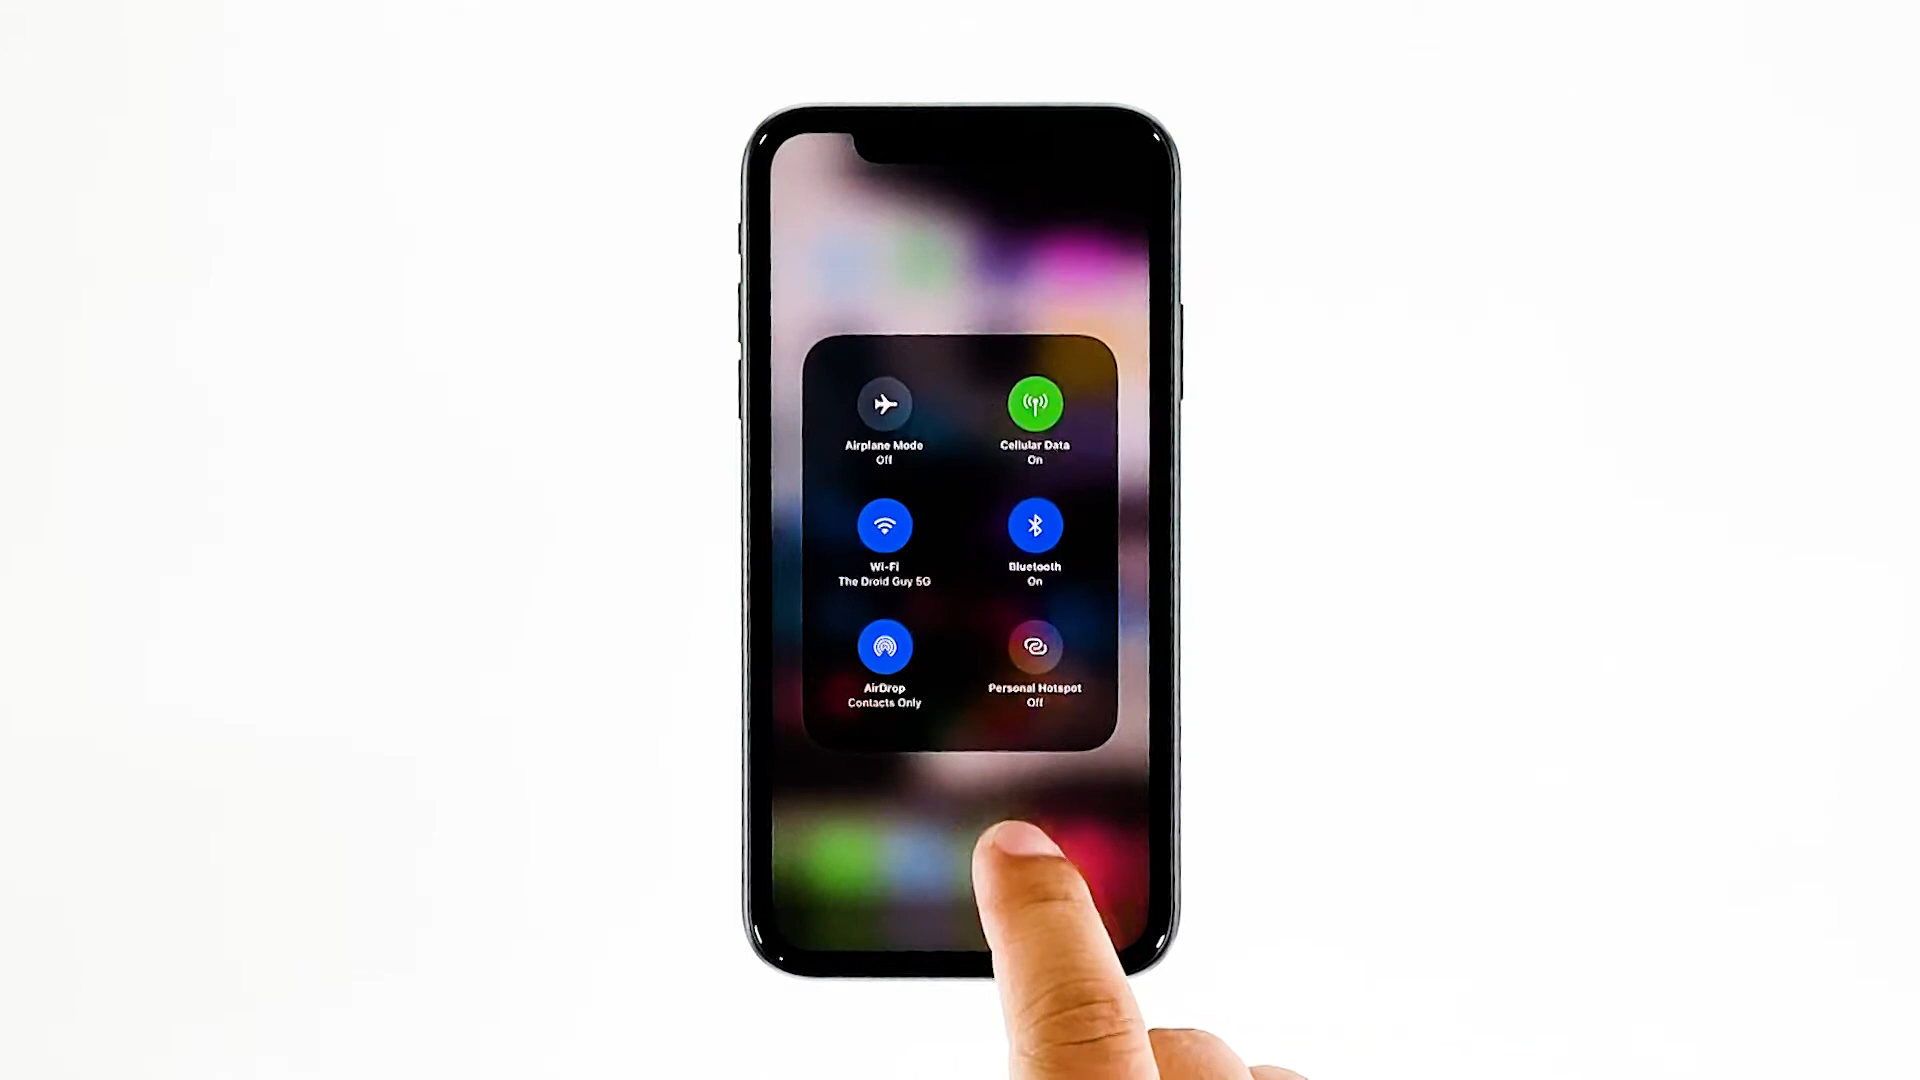 Airplane Mode
Off
Cellular Data
On
Wi-Fi
The Droid Guy 5G
Bluetooth
On
AirDrop
Contacts Only
Personal Hotspot
Off